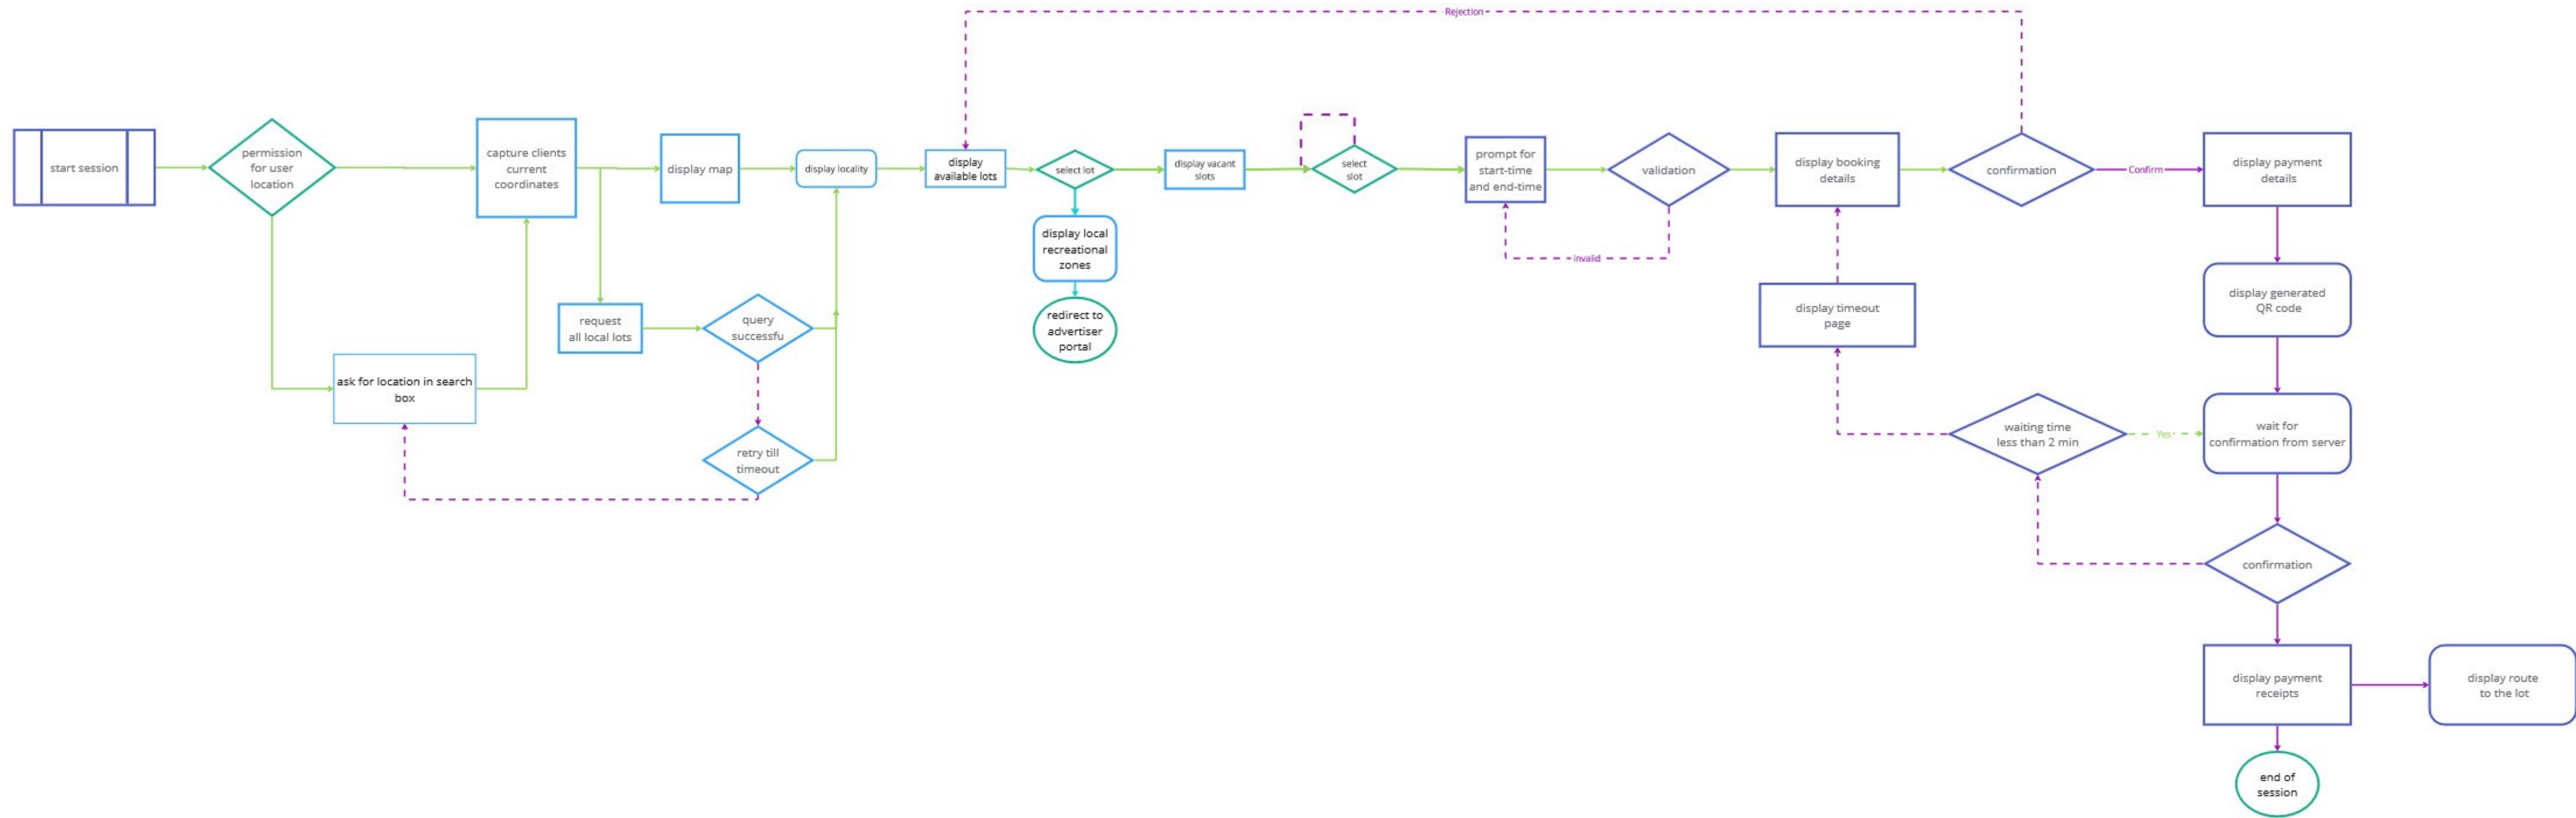 Rejection
start session
permission
for user
location
capture clients
current
coordinates
display map
display locality
display
available lots
select lot
display vacant
slots
select
slot
prompt for
start-time
and end-time
validation
display booking
details
confirmation
Confirm
display payment
details
invalid
display local
recreational
zones
redirect to
advertiser
portal
request
all local lots
query
successfu
ask for location in search
box
retry till
timeout
display timeout
page
display generated
QR code
waiting time
less than 2 min
Yes
wait for
confirmation from server
confirmation
display payment
receipts
display route
to the lot
end of
session